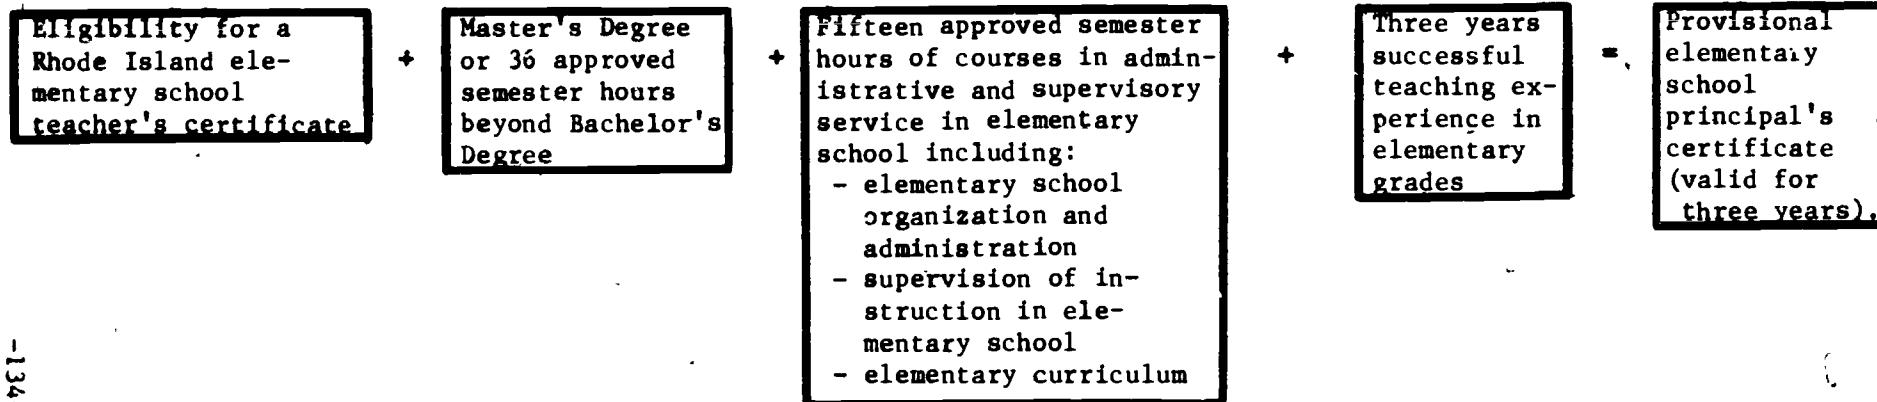 Eligibility for a
Rhode Island ele-
mentary school
teacher's certificate
+
Master's Degree
or 36 approved
semester hours
beyond Bachelor's
Degree
+
Fifteen approved semester
hours of courses in admin-
istrative and supervisory
service in elementary
school including:
- elementary school
organization and
administration
- supervision of in-
struction in ele-
mentary school
- elementary curriculum
+
Three years
successful
teaching ex-
perience in
elementary
grades
=
Provisional
elementary
school
principal's
certificate
(valid for
three years).
-134